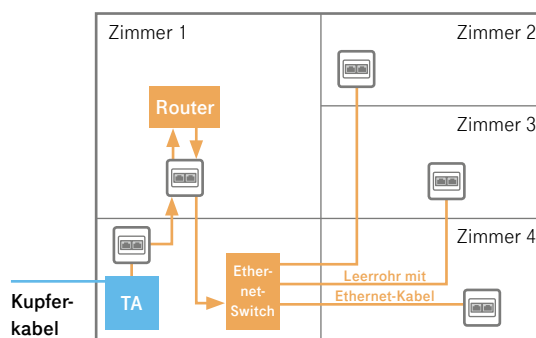 Zimmer 1
Zimmer 2
Router
Zimmer 3
Zimmer 4
Ether-
net-
Switch
Leerrohr mit
Ethernet-Kabel
Kupfer-
kabel
TA